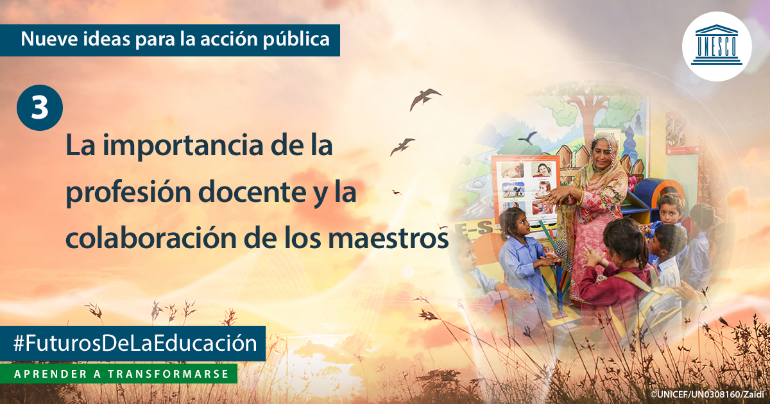 Nueve ideas para la acción pública
UNESCO
3
La importancia de la
profesión docente y la
colaboración de los maestros
#FuturosDeLaEducación
APRENDER A TRANSFORMARSE
©UNICEF/UN0308160/Zaidi